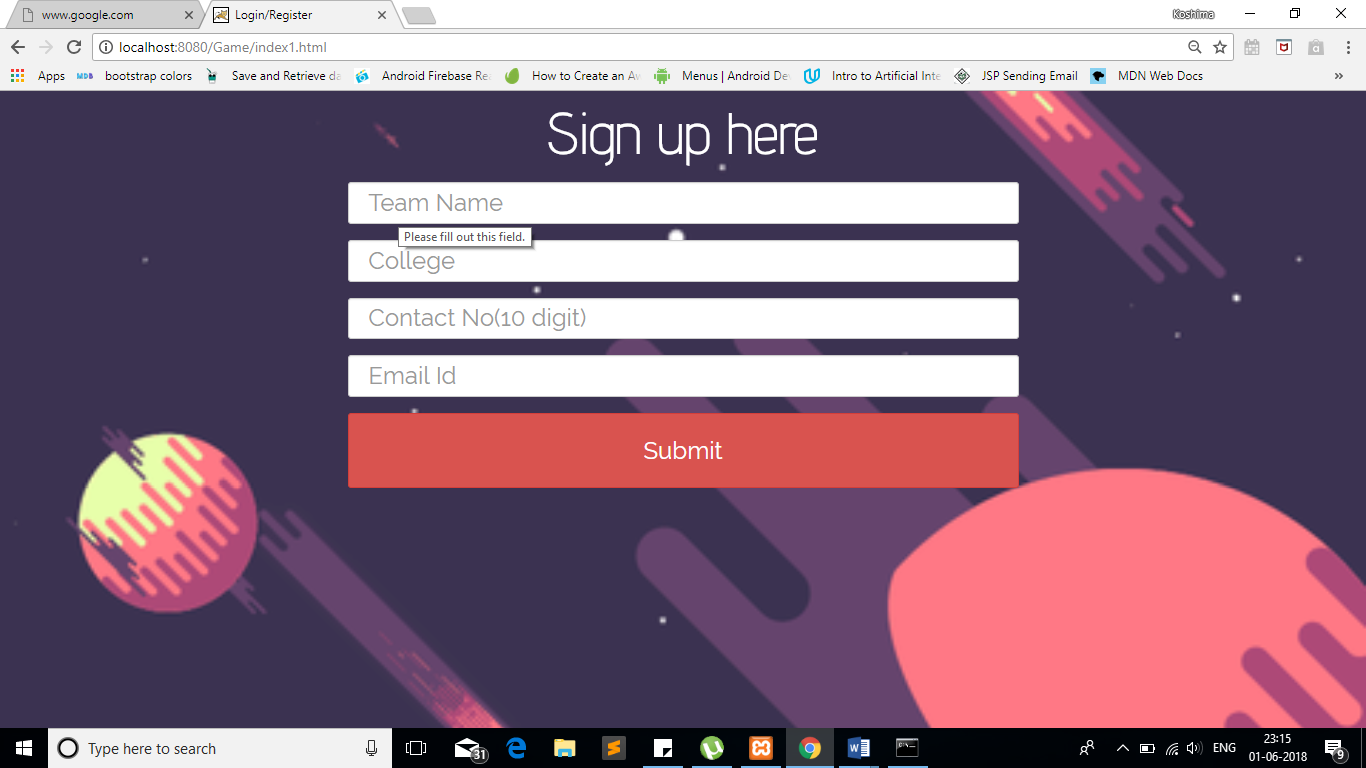 www.google.com
Login/Register
Koshima
localhost:8080/Game/index1.html
Apps
MDB bootstrap colors
Save and Retrieve da
Android Firebase Re
How to Create an Aw
Menus | Android De
Intro to Artificial Inte
JSP Sending Email
MDN Web Docs
»
Sign up here
Team Name
Please fill out this field.
College
Contact No(10 digit)
Email Id
Submit
Type here to search
31
ENG
23:15
01-06-2018
9